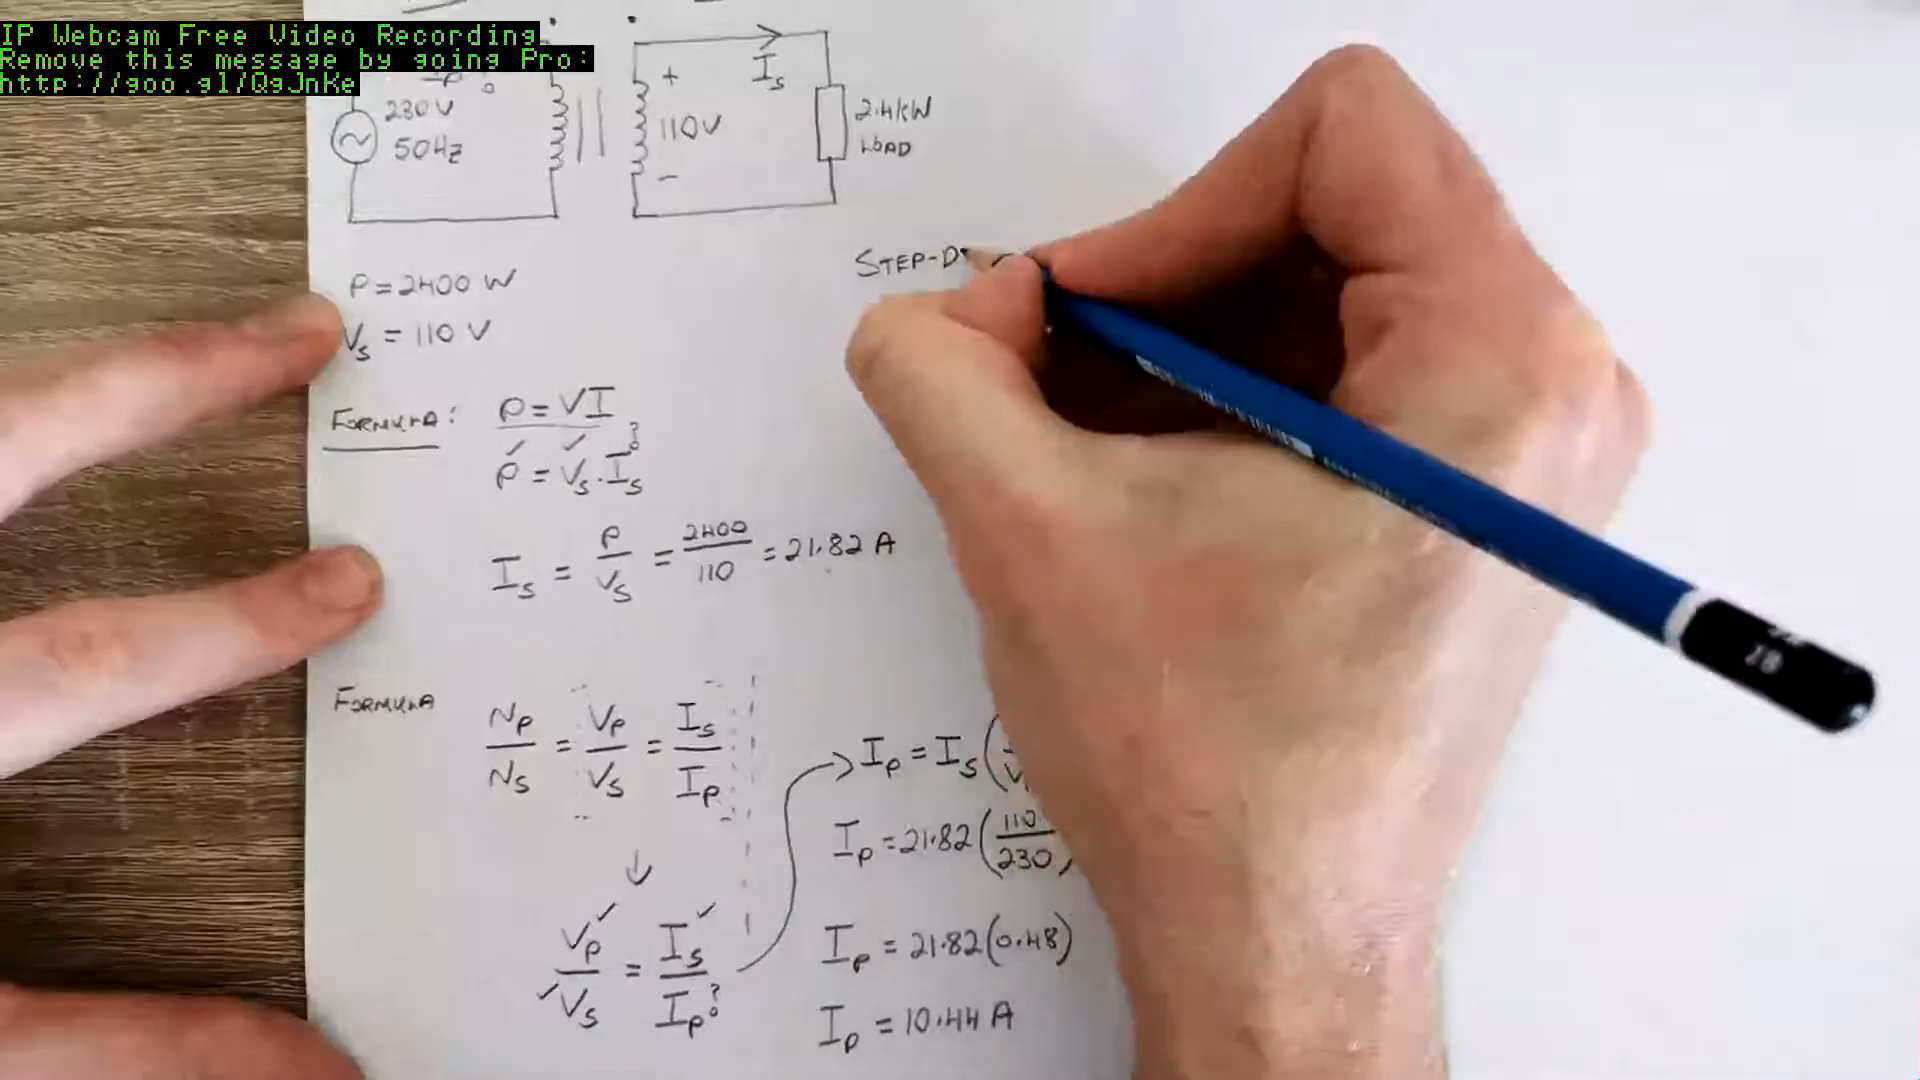 IP Webcam Free Video Recording
Remove this message by going Pro:
http://goo.gl/QgJnKe
230V
50Hz
+
110V
-
Is
2.4kW
LOAD
STEP-D
P = 2400 W
Vs = 110 V
FORMULA: P = VI
P = Vs . Is ?
Is = P/Vs = 2400/110 = 21.82 A
FORMULA
Np/Ns = Vp/Vs = Is/Ip
Vp/Vs = Is/Ip ?
Ip = Is (
Ip = 21.82 (110/230)
Ip = 21.82 (0.48)
Ip = 10.44 A